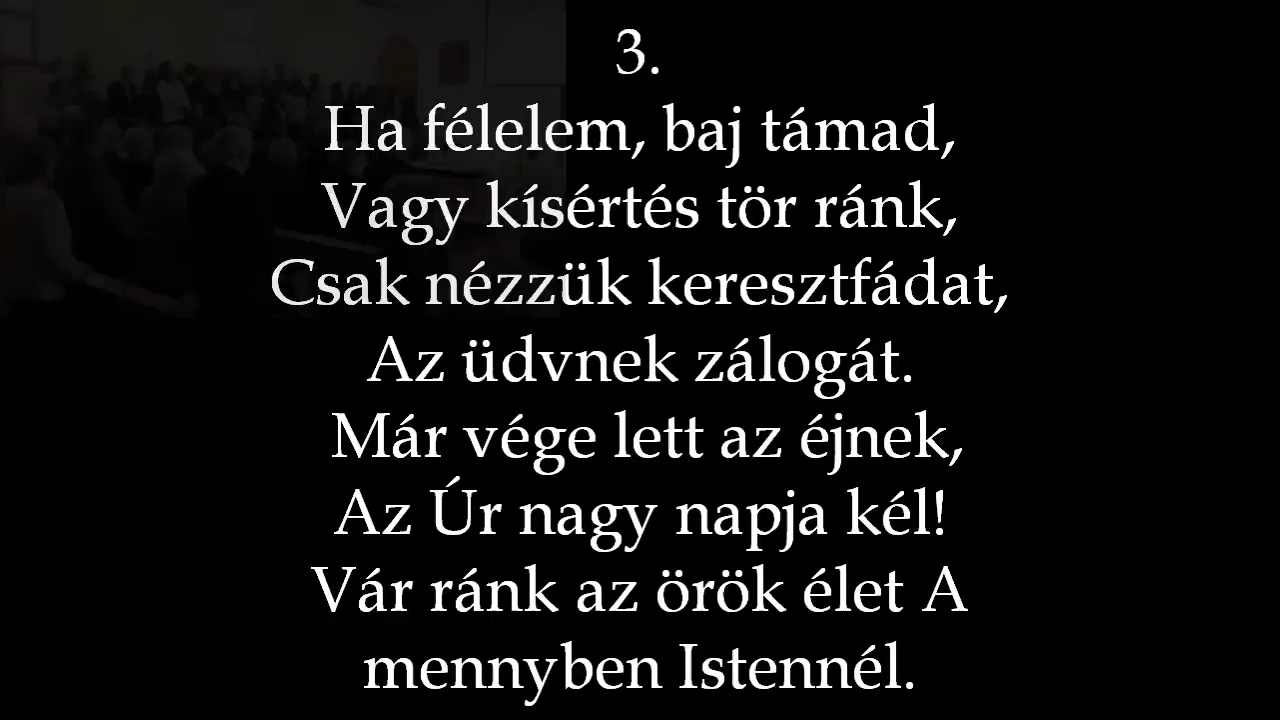 3.
Ha félelem, baj támad,
Vagy kísértés tör ránk,
Csak nézzük keresztfádat,
Az üdvnek zálogát.
Már vége lett az éjnek,
Az Úr nagy napja kél!
Vár ránk az örök élet A
mennyben Istennél.